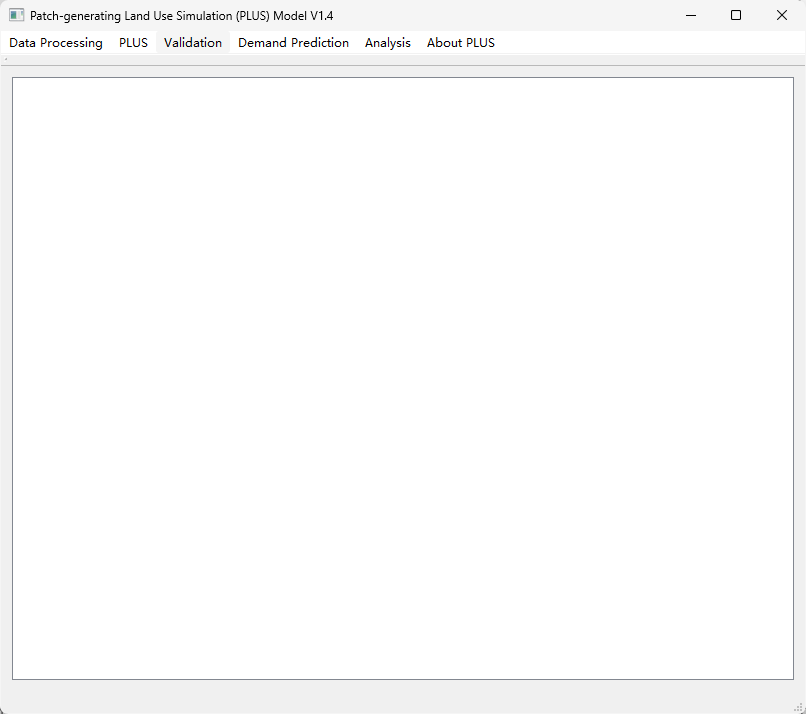 Patch-generating Land Use Simulation (PLUS) Model V1.4
Data Processing PLUS Validation Demand Prediction Analysis About PLUS